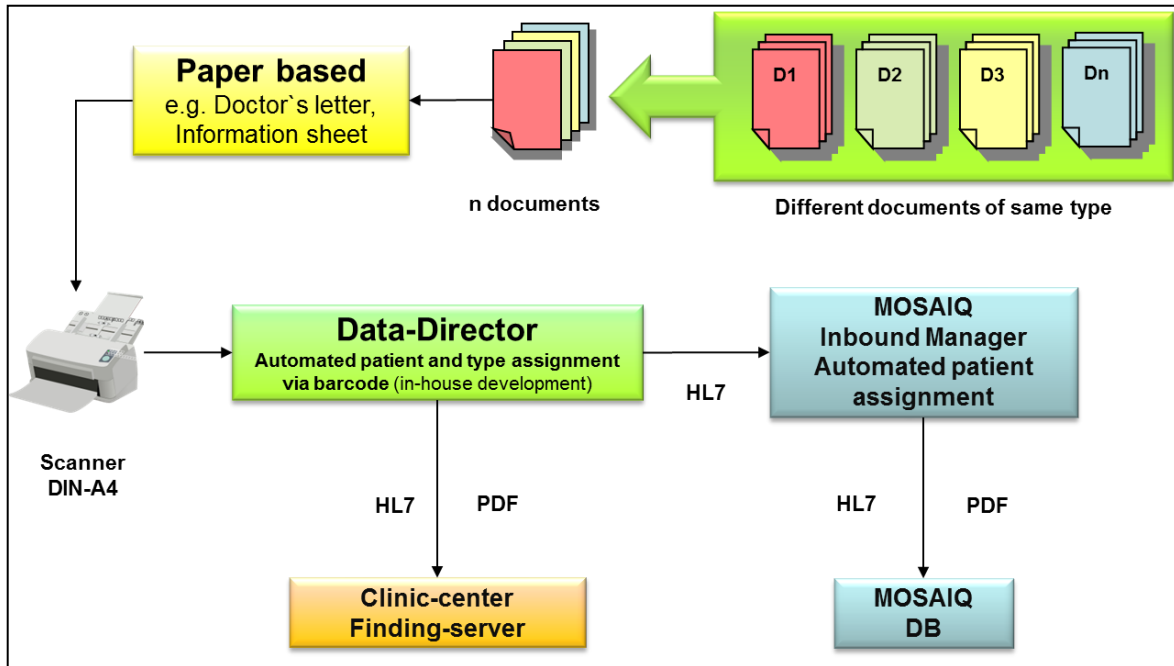 Paper based
e.g. Doctor`s letter,
Information sheet
n documents
D1
D2
D3
Dn
Different documents of same type
Scanner
DIN-A4
Data-Director
Automated patient and type assignment
via barcode (in-house development)
HL7
MOSAIQ
Inbound Manager
Automated patient
assignment
HL7
PDF
HL7
PDF
Clinic-center
Finding-server
MOSAIQ
DB